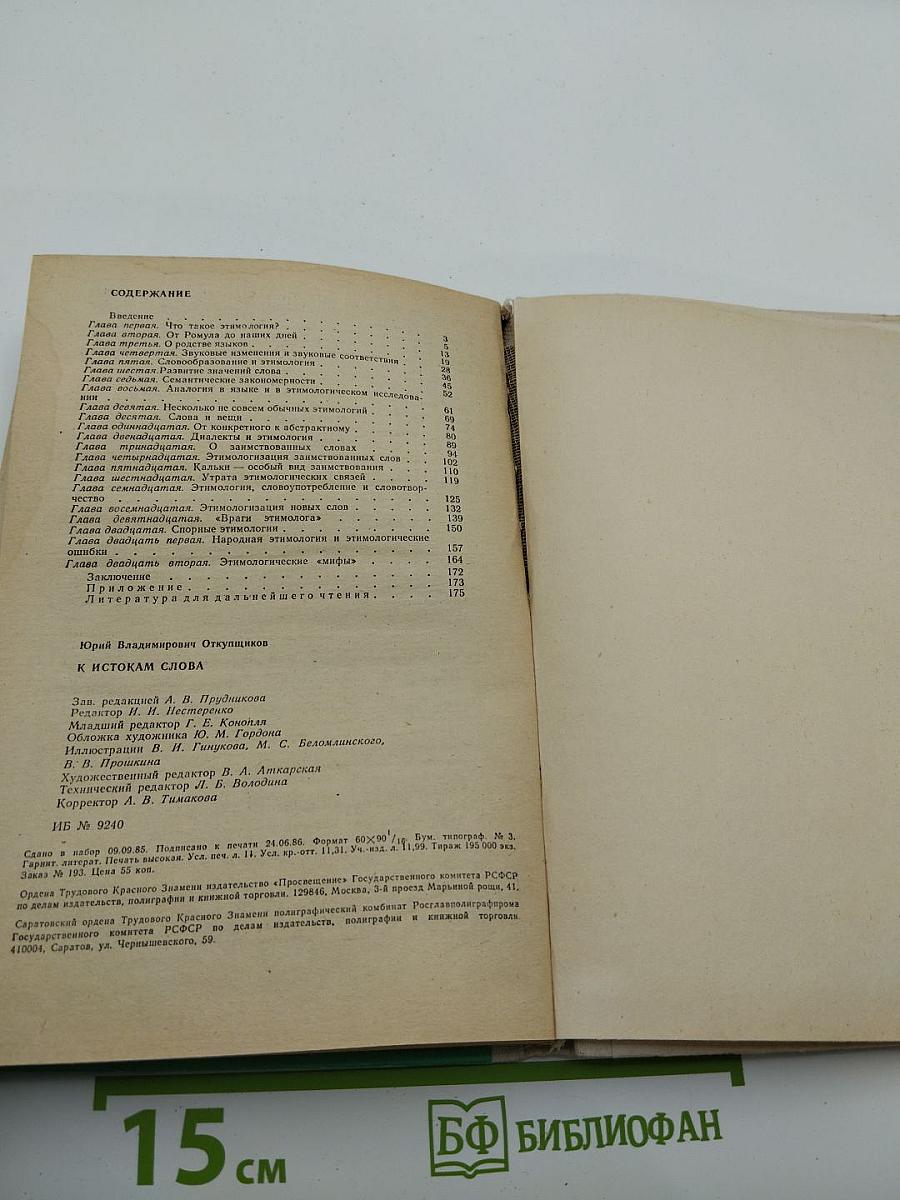 СОДЕРЖАНИЕ
Введение . . . . . . . . . . . . . 3
Глава первая. Что такое этимология? . . . . . . . . 5
Глава вторая. От Ромула до наших дней . . . . . . . 13
Глава третья. О родстве языков . . . . . . . . . 19
Глава четвертая. Звуковые изменения и звуковые соответствия . . 28
Глава пятая. Словообразование и этимология . . . . . . 36
Глава шестая. Развитие значений слова . . . . . . . 45
Глава седьмая. Семантические закономерности . . . . . . 52
Глава восьмая. Аналогия в языке и в этимологическом исследова-
нии . . . . . . . . . . . . . . 61
Глава девятая. Несколько не совсем обычных этимологий . . . . 69
Глава десятая. Слова и вещи . . . . . . . . . 74
Глава одиннадцатая. От конкретного к абстрактному . . . . . 80
Глава двенадцатая. Диалекты и этимология . . . . . . 89
Глава тринадцатая. О заимствованных словах . . . . . 94
Глава четырнадцатая. Этимологизация заимствованных слов . . . 102
Глава пятнадцатая. Кальки — особый вид заимствования . . . . 110
Глава шестнадцатая. Утрата этимологических связей . . . . 119
Глава семнадцатая. Этимология, словоупотребление и словотвор-
чество . . . . . . . . . . . . . 125
Глава восемнадцатая. Этимологизация новых слов . . . . . 132
Глава девятнадцатая. «Враги этимолога» . . . . . . 139
Глава двадцатая. Спорные этимологии . . . . . . . 150
Глава двадцать первая. Народная этимология и этимологические
ошибки . . . . . . . . . . . . . 157
Глава двадцать вторая. Этимологические «мифы» . . . . . 164
Заключение . . . . . . . . . . . . 172
Приложение . . . . . . . . . . . . 173
Литература для дальнейшего чтения . . . . 175
Юрий Владимирович Откупщиков
К ИСТОКАМ СЛОВА
Зав. редакцией А. В. Прудникова
Редактор И. И. Нестеренко
Младший редактор Г. Е. Конопля
Обложка художника Ю. М. Гордона
Иллюстрации В. И. Гинукова, М. С. Беломлинского,
В. В. Прошкина
Художественный редактор В. А. Аткарская
Технический редактор Л. Б. Володина
Корректор А. В. Тимакова
ИБ № 9240
Сдано в набор 09.09.85. Подписано к печати 24.06.86. Формат 60×90 1/16. Бум. типограф. № 3.
Гарнит. литерат. Печать высокая. Усл. печ. л. 11. Усл. кр.-отт. 11,31. Уч.-изд. л. 11,99. Тираж 195 000 экз.
Заказ № 193. Цена 55 коп.
Ордена Трудового Красного Знамени издательство «Просвещение» Государственного комитета РСФСР
по делам издательств, полиграфии и книжной торговли. 129846, Москва, 3-й проезд Марьиной рощи, 41.
Саратовский ордена Трудового Красного Знамени полиграфический комбинат Росглавполиграфпрома
Государственного комитета РСФСР по делам издательств, полиграфии и книжной торговли
410004, Саратов, ул. Чернышевского, 59.
15 см
БФ БИБЛИОФАН